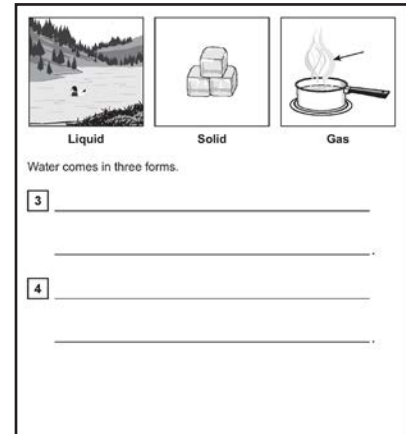 Liquid Solid Gas
Water comes in three forms.
3
.
4
.